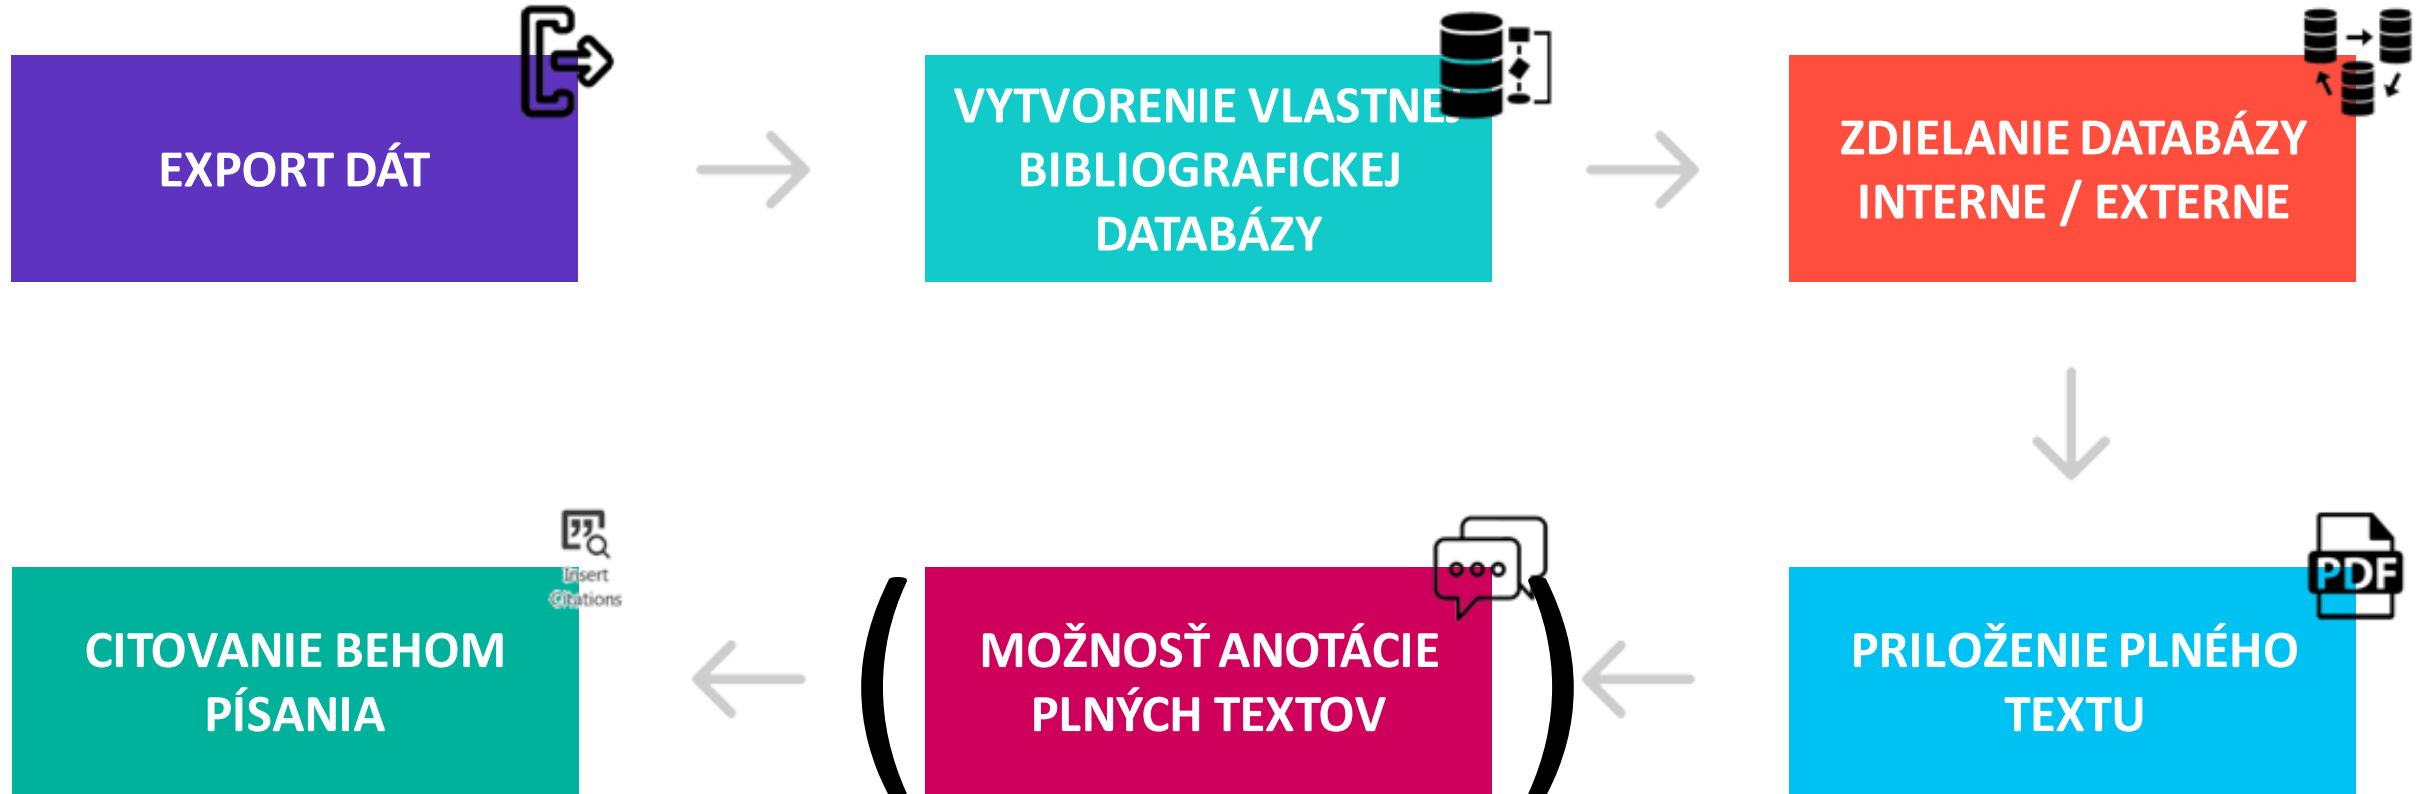 EXPORT DÁT
VYTVORENIE VLASTNEJ
BIBLIOGRAFICKEJ
DATABÁZY
ZDIELANIE DATABÁZY
INTERNE / EXTERNE
PDF
PRILOŽENIE PLNÉHO
TEXTU
(
MOŽNOSŤ ANOTÁCIE
PLNÝCH TEXTOV
)
Insert
Citations
CITOVANIE BEHOM
PÍSANIA